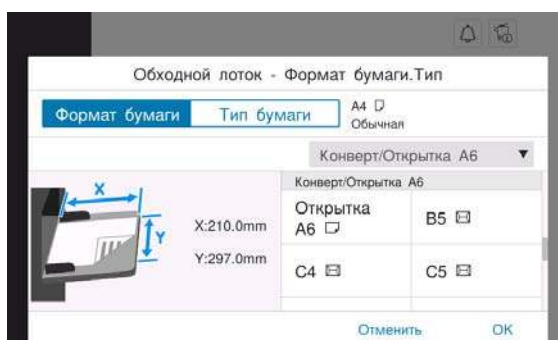 Обходной лоток - Формат бумаги.Тип
Формат бумаги
Тип бумаги
A4
Обычная
Конверт/Открытка A6
Конверт/Открытка A6
X
Y
X:210.0mm
Y:297.0mm
Открытка
A6
B5
C4
C5
Отменить
OK